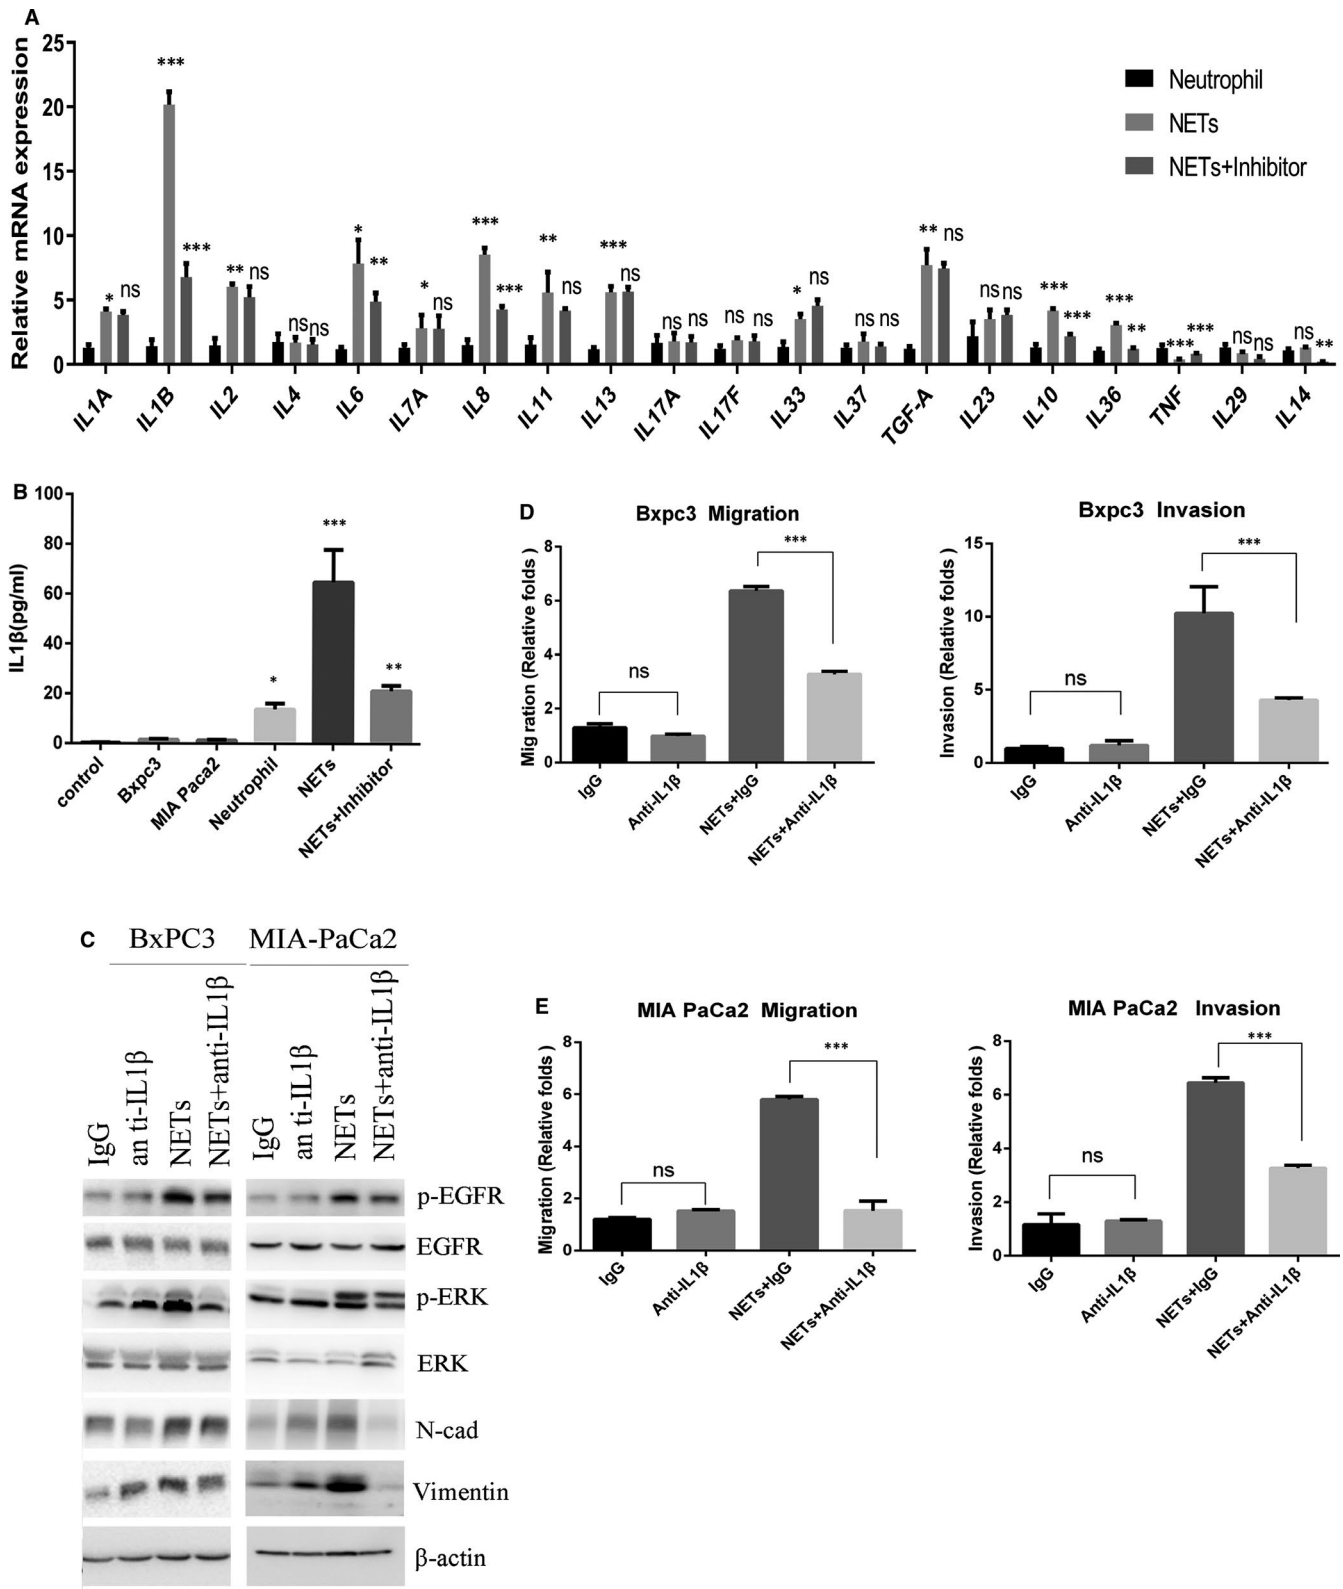 A
Relative mRNA expression
25
20
15
10
5
0
Neutrophil
NETs
NETs+Inhibitor
* ns
*** ***
** ns
ns ns
* **
* ns
*** ***
** ns
*** ns
ns ns
ns ns
* ns
ns ns
** ns
ns ns
*** ***
*** **
*** ***
ns ns
ns **
IL1A IL1B IL2 IL4 IL6 IL7A IL8 IL11 IL13 IL17A IL17F IL33 IL37 TGF-A IL23 IL10 IL36 TNF IL29 IL14
B
IL1β(pg/ml)
100
80
60
40
20
0
*
***
**
control Bxpc3 MIA Paca2 Neutrophil NETs NETs+Inhibitor
D
Bxpc3 Migration
Migration (Relative folds )
8
6
4
2
0
ns
***
IgG Anti-IL1β NETs+IgG NETs+Anti-IL1β
Bxpc3 Invasion
Invasion (Relative folds )
15
10
5
0
ns
***
IgG Anti-IL1β NETs+IgG NETs+Anti-IL1β
C
BxPC3 MIA-PaCa2
IgG an ti-IL1β NETs NETs+anti-IL1β IgG an ti-IL1β NETs NETs+anti-IL1β
p-EGFR
EGFR
p-ERK
ERK
N-cad
Vimentin
β-actin
E
MIA PaCa2 Migration
Migration (Relative folds )
8
6
4
2
0
ns
***
IgG Anti-IL1β NETs+IgG NETs+Anti-IL1β
MIA PaCa2 Invasion
Invasion (Relative folds )
8
6
4
2
0
ns
***
IgG Anti-IL1β NETs+IgG NETs+Anti-IL1β